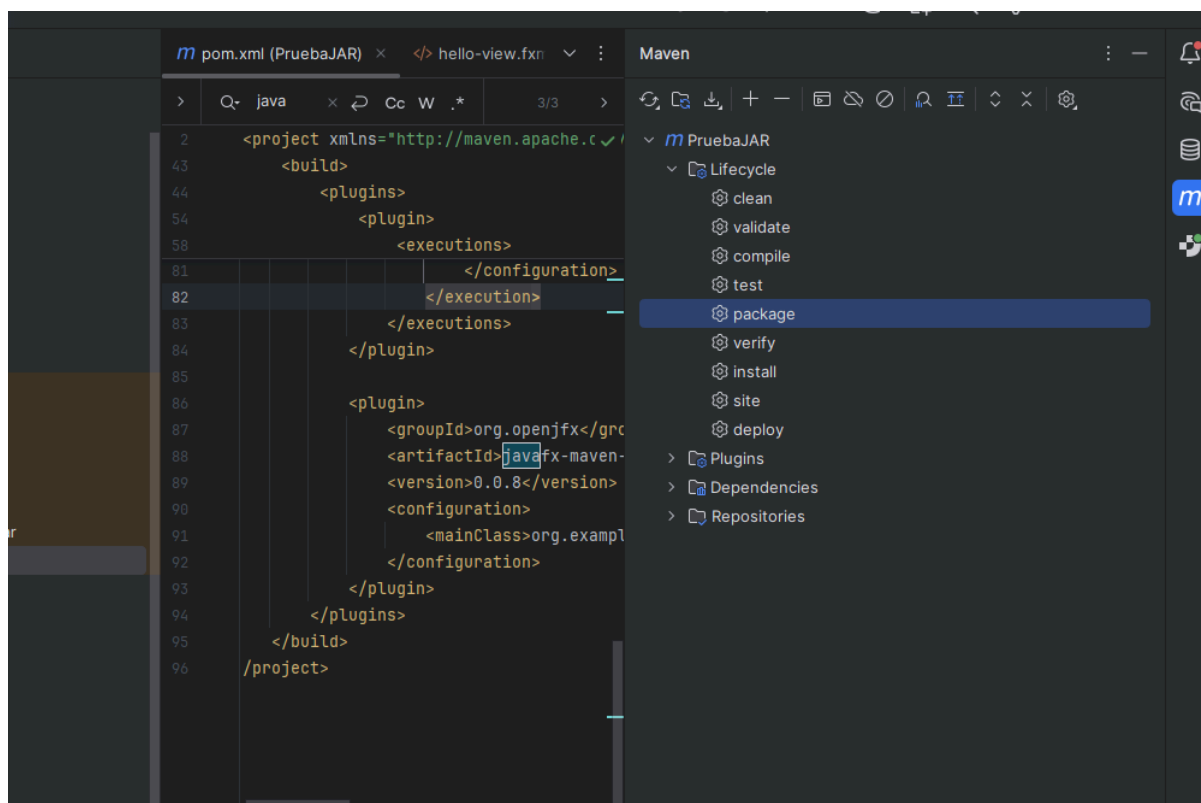 pom.xml (PruebaJAR)
hello-view.fxm
java
Cc W .*
3/3
2 <project xmlns="http://maven.apache.o
43 <build>
44 <plugins>
54 <plugin>
58 <executions>
81 </configuration>
82 </execution>
83 </executions>
84 </plugin>
85
86 <plugin>
87 <groupId>org.openjfx</gro
88 <artifactId>javafx-maven-
89 <version>0.0.8</version>
90 <configuration>
91 <mainClass>org.exampl
92 </configuration>
93 </plugin>
94 </plugins>
95 </build>
96 /project>
ar
Maven
m PruebaJAR
Lifecycle
clean
validate
compile
test
package
verify
install
site
deploy
Plugins
Dependencies
Repositories